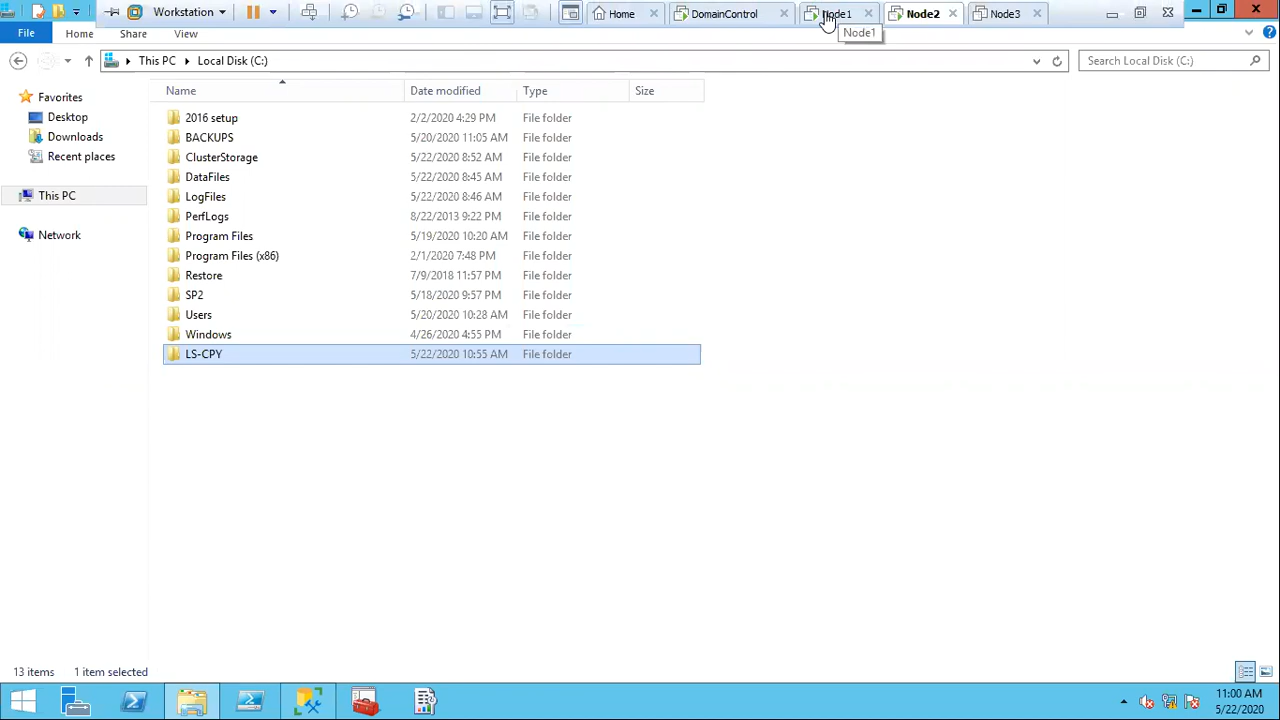 Workstation
Home
DomainControl
Node1
Node2
Node3
Node1
File
Home
Share
View
This PC
Local Disk (C:)
Search Local Disk (C:)
Favorites
Desktop
Downloads
Recent places
This PC
Network
Name Date modified Type Size
2016 setup 2/2/2020 4:29 PM File folder
BACKUPS 5/20/2020 11:05 AM File folder
ClusterStorage 5/22/2020 8:52 AM File folder
DataFiles 5/22/2020 8:45 AM File folder
LogFiles 5/22/2020 8:46 AM File folder
PerfLogs 8/22/2013 9:22 PM File folder
Program Files 5/19/2020 10:20 AM File folder
Program Files (x86) 2/1/2020 7:48 PM File folder
Restore 7/9/2018 11:57 PM File folder
SP2 5/18/2020 9:57 PM File folder
Users 5/20/2020 10:28 AM File folder
Windows 4/26/2020 4:55 PM File folder
LS-CPY 5/22/2020 10:55 AM File folder
13 items 1 item selected
11:00 AM
5/22/2020